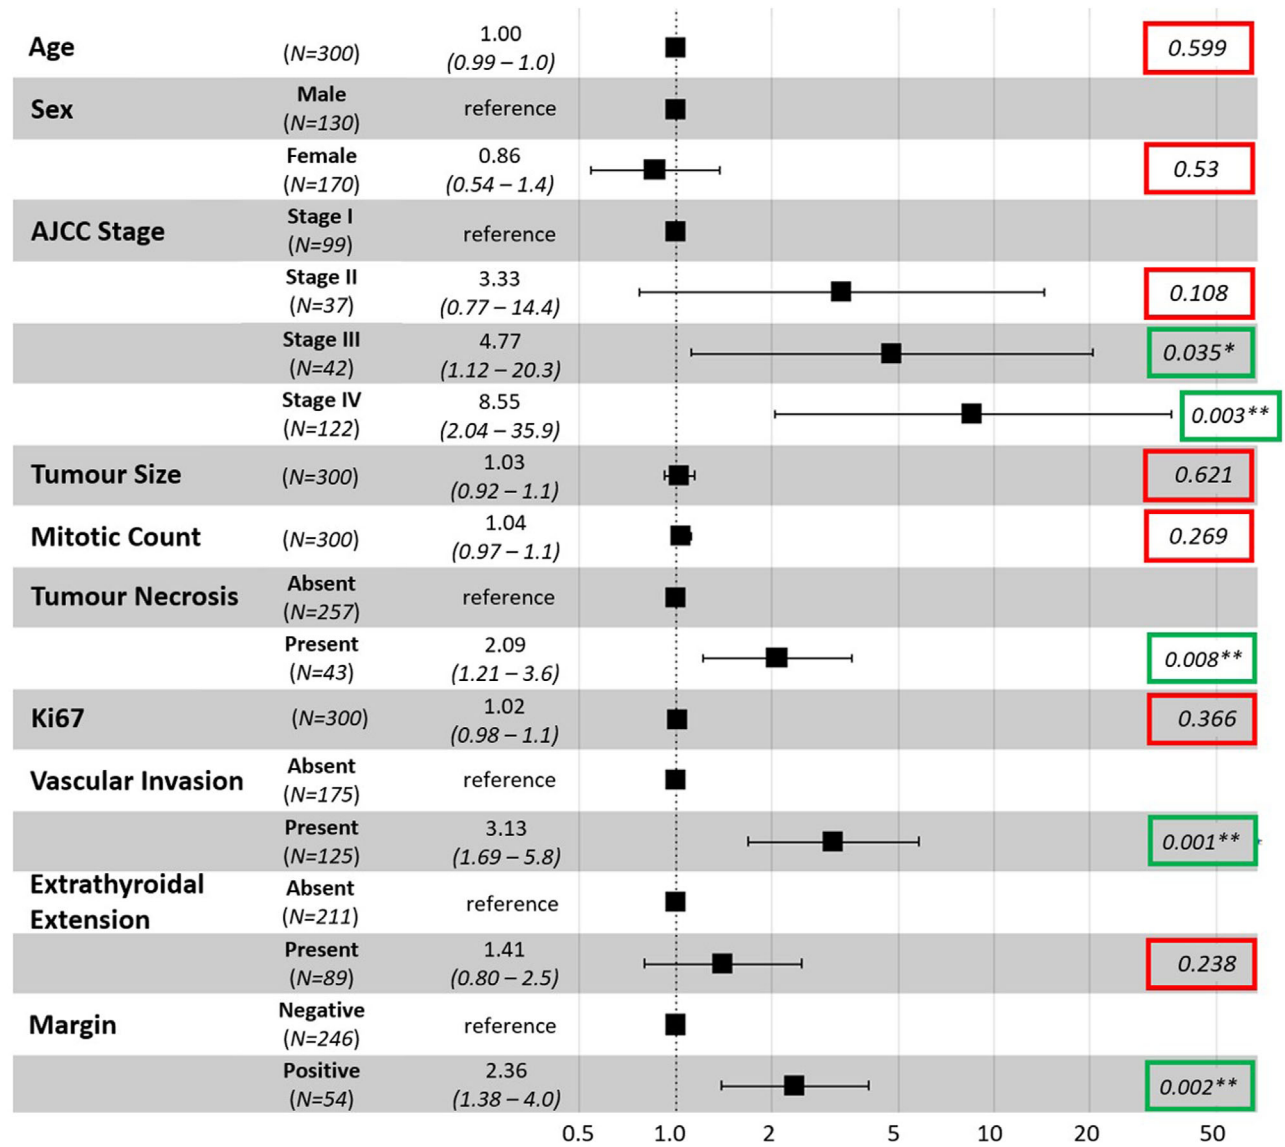 Age (N=300) 1.00 0.599
(0.99 – 1.0)
Sex Male reference
(N=130)
Female 0.86 0.53
(N=170) (0.54 – 1.4)
AJCC Stage Stage I reference
(N=99)
Stage II 3.33 0.108
(N=37) (0.77 – 14.4)
Stage III 4.77 0.035*
(N=42) (1.12 – 20.3)
Stage IV 8.55 0.003**
(N=122) (2.04 – 35.9)
Tumour Size (N=300) 1.03 0.621
(0.92 – 1.1)
Mitotic Count (N=300) 1.04 0.269
(0.97 – 1.1)
Tumour Necrosis Absent reference
(N=257)
Present 2.09 0.008**
(N=43) (1.21 – 3.6)
Ki67 (N=300) 1.02 0.366
(0.98 – 1.1)
Vascular Invasion Absent reference
(N=175)
Present 3.13 0.001**
(N=125) (1.69 – 5.8)
Extrathyroidal Absent reference
Extension (N=211)
Present 1.41 0.238
(N=89) (0.80 – 2.5)
Margin Negative reference
(N=246)
Positive 2.36 0.002**
(N=54) (1.38 – 4.0)
0.5 1.0 2 5 10 20 50